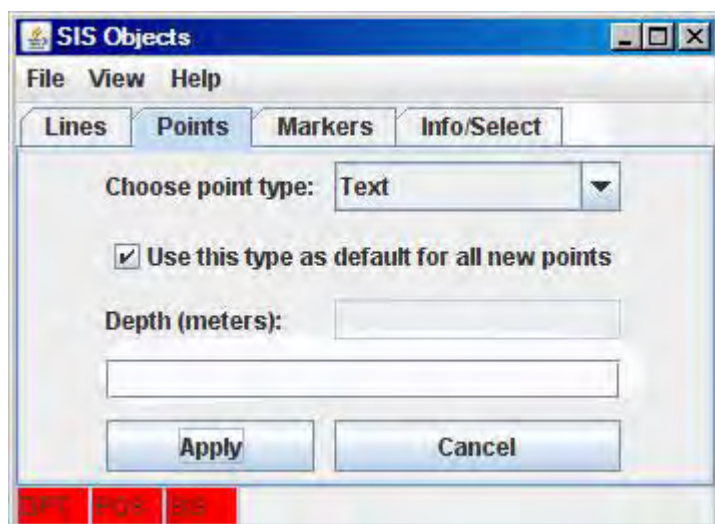 SIS Objects
File View Help
Lines Points Markers Info/Select
Choose point type: Text
Use this type as default for all new points
Depth (meters):
Apply Cancel